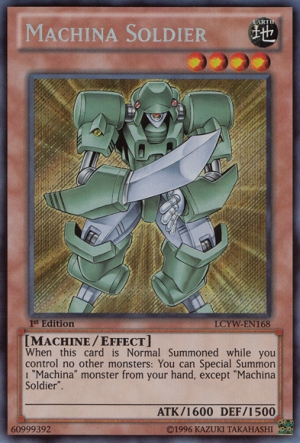 Machina Soldier
EARTH
地
1st Edition
LCYW-EN168
[Machine/Effect]
When this card is Normal Summoned while you
control no other monsters: You can Special Summon
1 "Machina" monster from your hand, except "Machina
Soldier".
ATK/1600 DEF/1500
60999392
©1996 KAZUKI TAKAHASHI